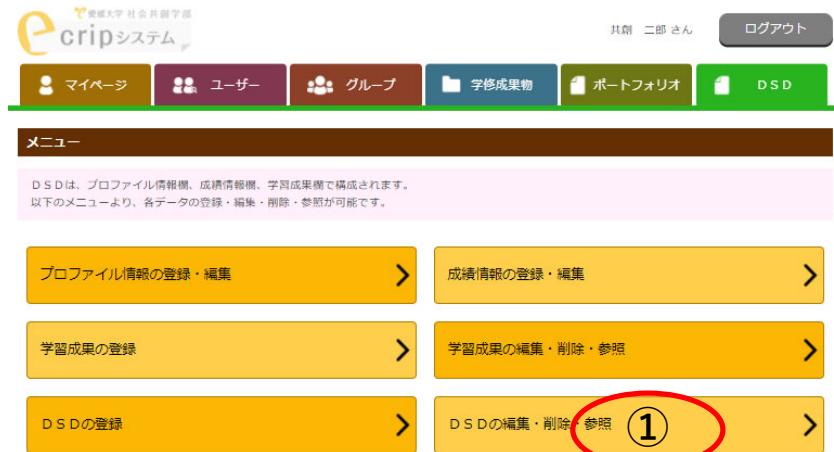 愛媛大学 社会共創学部
ecripシステム
共創 二郎 さん
ログアウト
マイページ
ユーザー
グループ
学修成果物
ポートフォリオ
DSD
メニュー
DSDは、プロファイル情報欄、成績情報欄、学習成果欄で構成されます。
以下のメニューより、各データの登録・編集・削除・参照が可能です。
プロファイル情報の登録・編集
成績情報の登録・編集
学習成果の登録
学習成果の編集・削除・参照
DSDの登録
DSDの編集・削除・参照
①